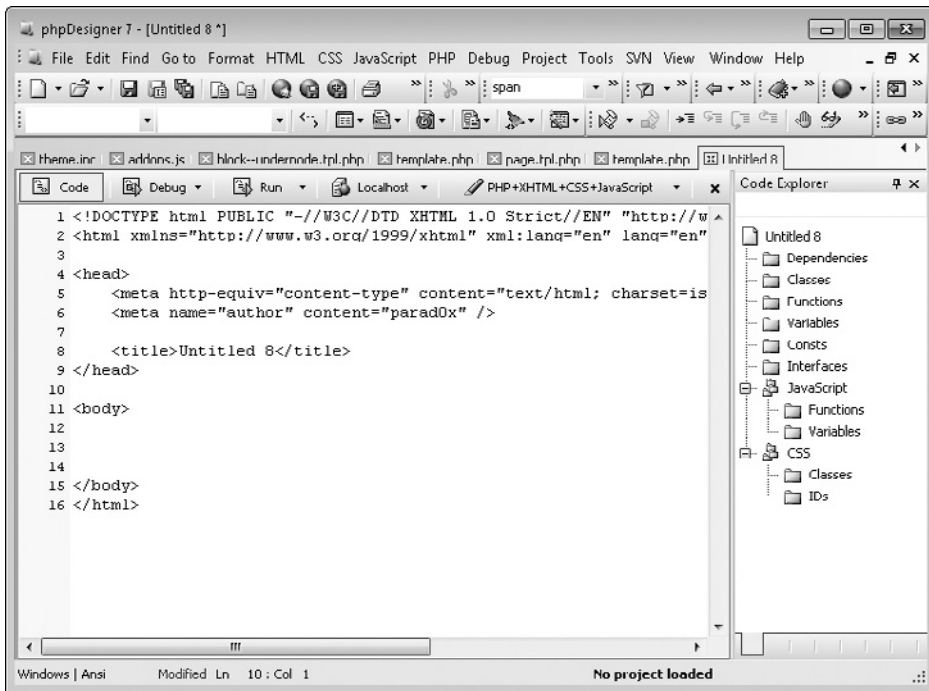 phpDesigner 7 - [Untitled 8 *]
File Edit Find Go to Format HTML CSS JavaScript PHP Debug Project Tools SVN View Window Help
span
theme.inc addons.js block--undernode.tpl.php template.php page.tpl.php template.php Untitled 8
Code Debug Run Localhost PHP+XHTML+CSS+JavaScript
Code Explorer
1 <!DOCTYPE html PUBLIC "-//W3C//DTD XHTML 1.0 Strict//EN" "http://w
2 <html xmlns="http://www.w3.org/1999/xhtml" xml:lang="en" lang="en"
3
4 <head>
5 <meta http-equiv="content-type" content="text/html; charset=is
6 <meta name="author" content="parad0x" />
7
8 <title>Untitled 8</title>
9 </head>
10
11 <body>
12
13
14
15 </body>
16 </html>
Untitled 8
Dependencies
Classes
Functions
Variables
Consts
Interfaces
JavaScript
Functions
Variables
CSS
Classes
IDs
Windows | Ansi Modified Ln 10 : Col 1 No project loaded